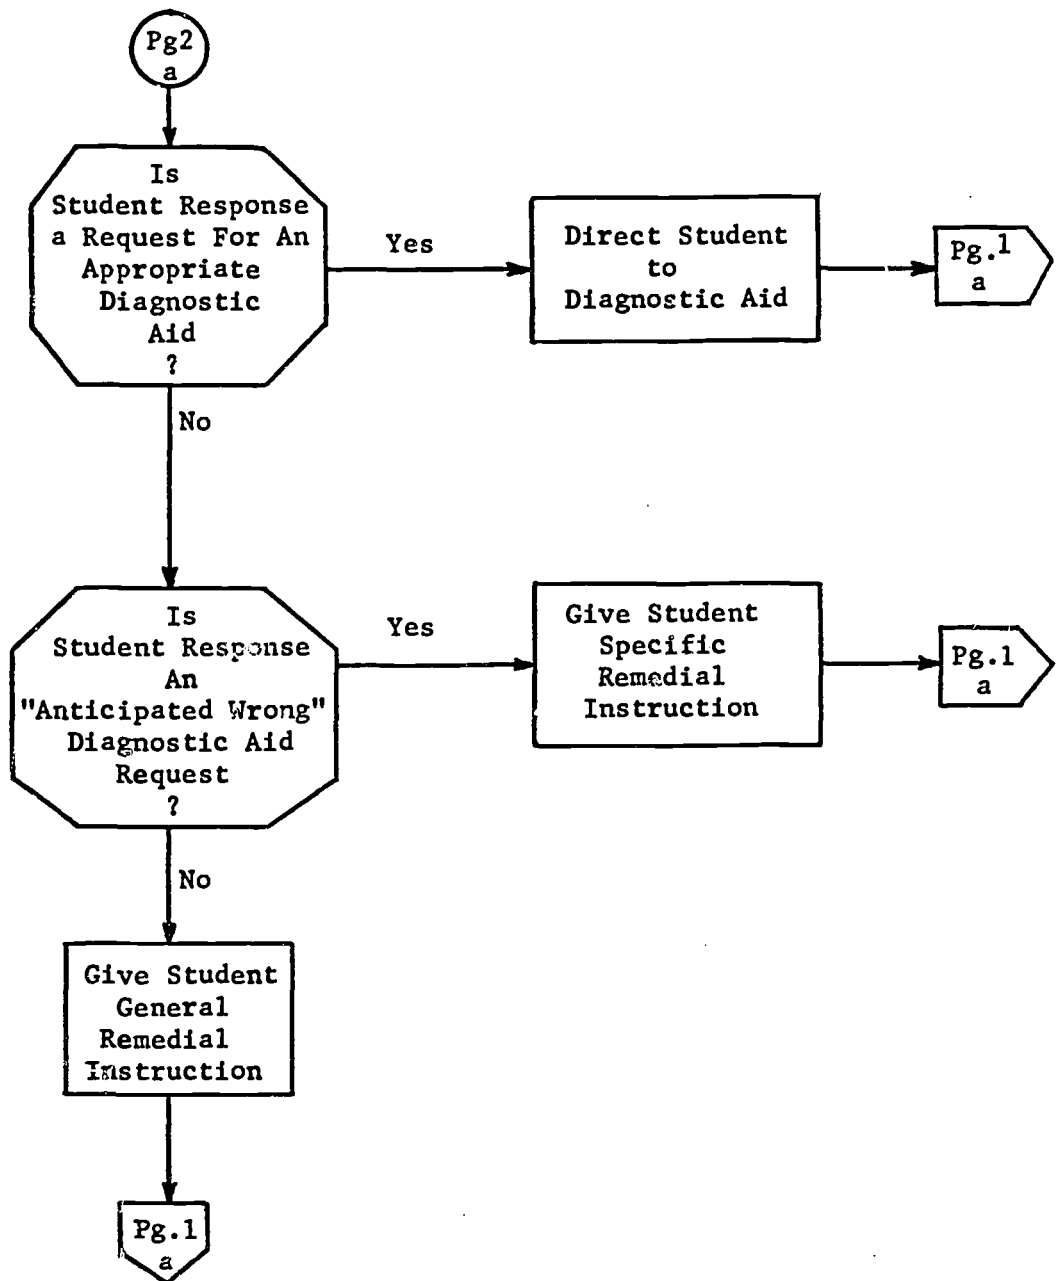 Pg2
a
Is
Student Response
a Request For An
Appropriate
Diagnostic
Aid
?
Yes
Direct Student
to
Diagnostic Aid
Pg.1
a
No
Is
Student Response
An
"Anticipated Wrong"
Diagnostic Aid
Request
?
Yes
Give Student
Specific
Remedial
Instruction
Pg.1
a
No
Give Student
General
Remedial
Instruction
Pg.1
a